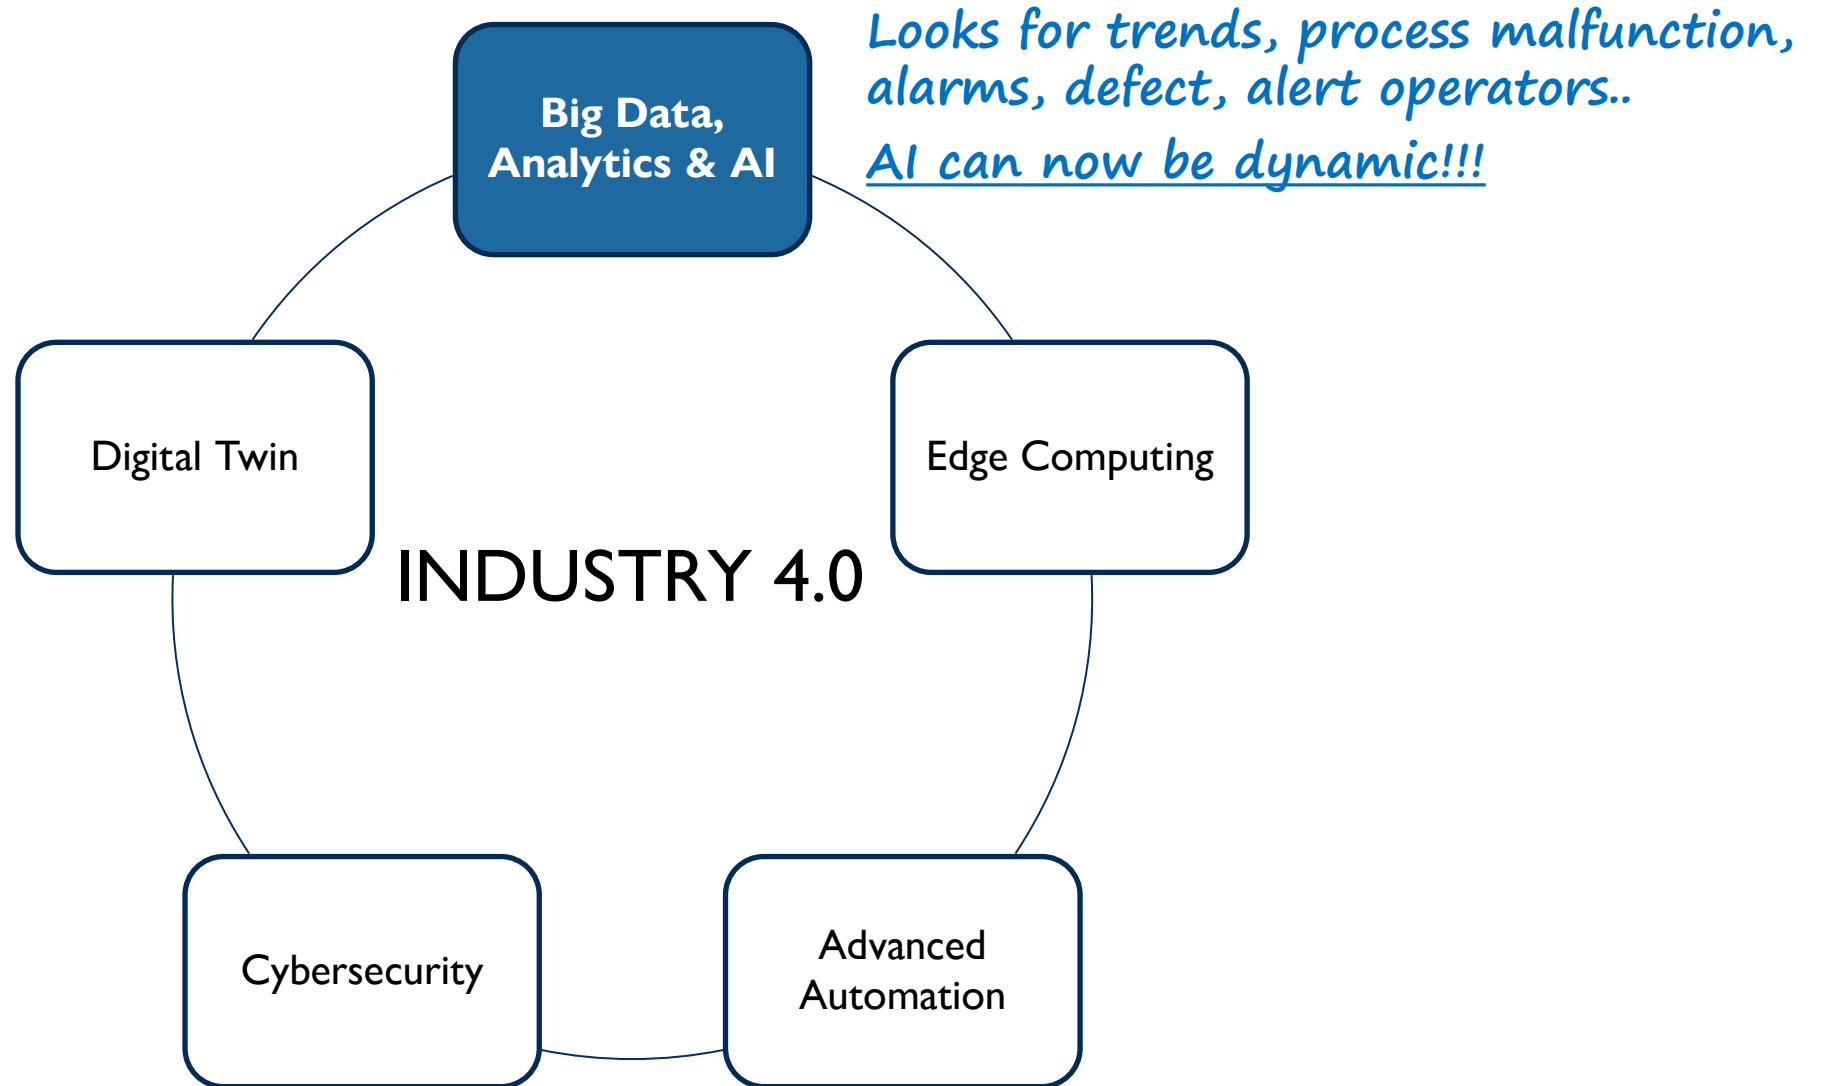 Looks for trends, process malfunction,
alarms, defect, alert operators..
AI can now be dynamic!!!
Big Data,
Analytics & AI
Digital Twin
Edge Computing
INDUSTRY 4.0
Cybersecurity
Advanced
Automation